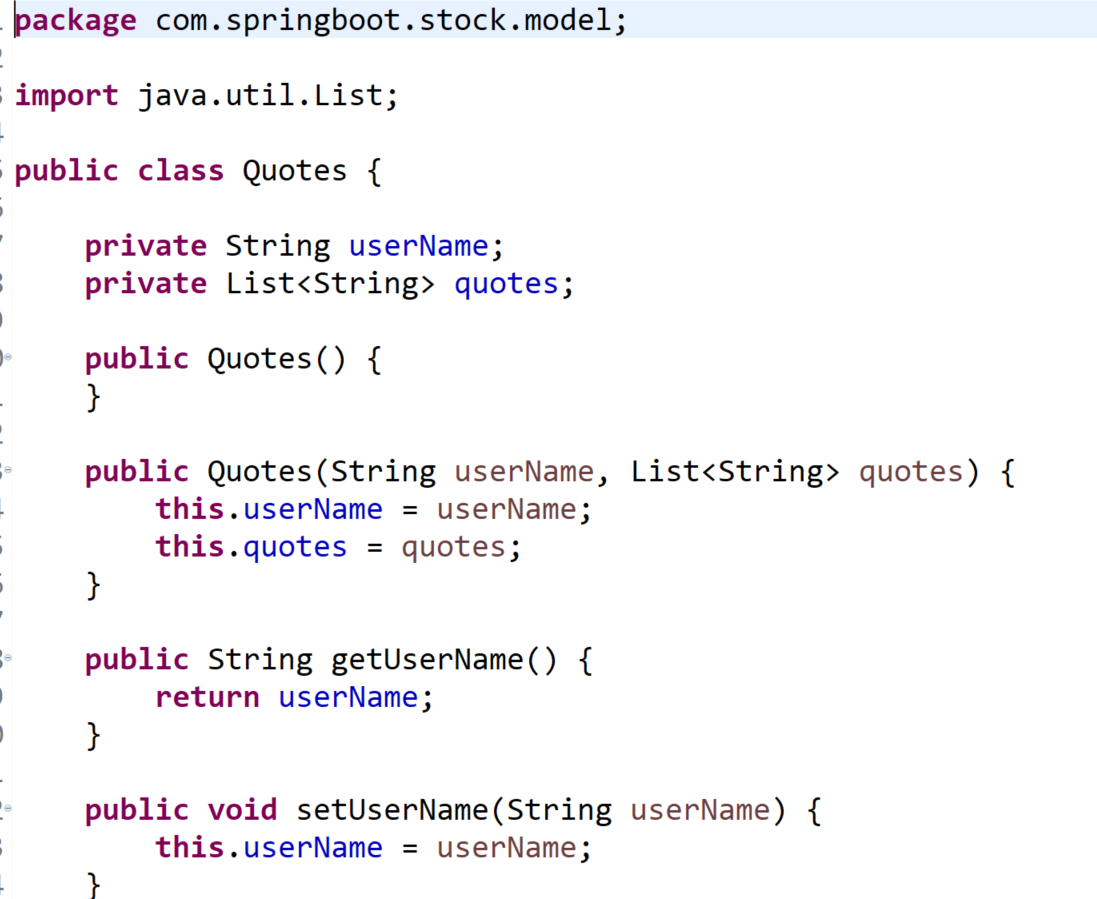 package com.springboot.stock.model;
import java.util.List;
public class Quotes {
private String userName;
private List<String> quotes;
public Quotes() {
}
public Quotes(String userName, List<String> quotes) {
this.userName = userName;
this.quotes = quotes;
}
public String getUserName() {
return userName;
}
public void setUserName(String userName) {
this.userName = userName;
}